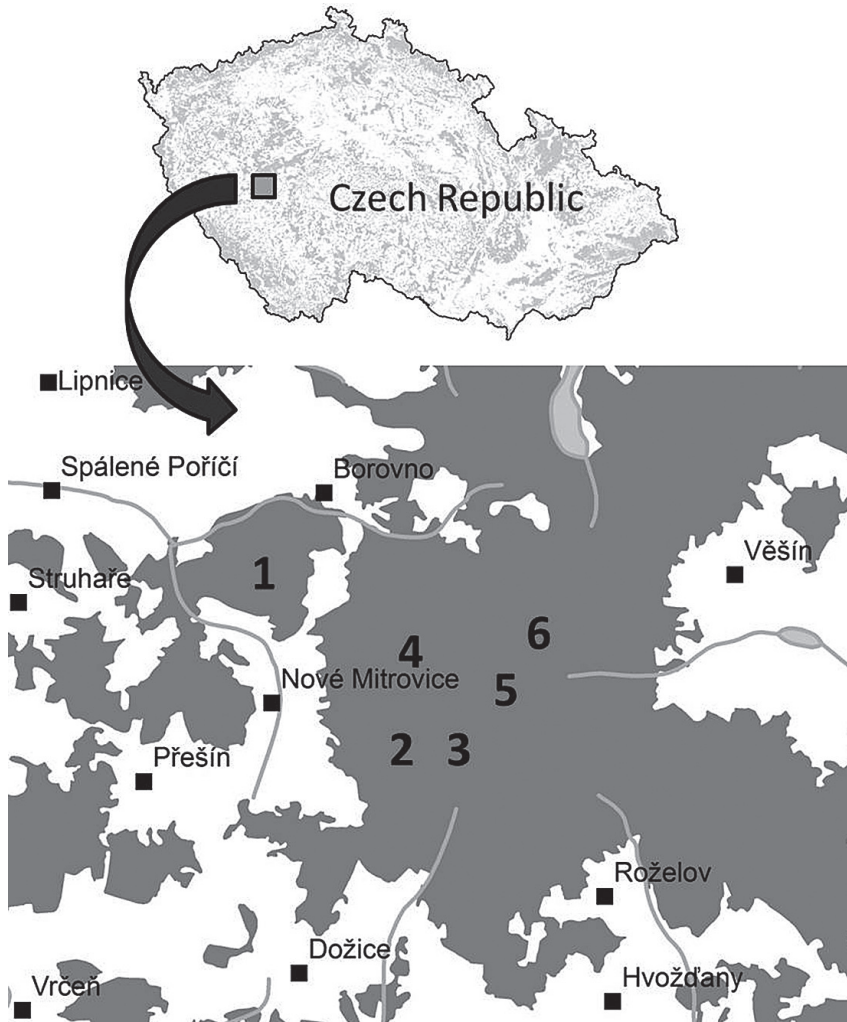 Czech Republic
Lipnice
Spálené Poříčí
Borovno
Věšín
Struhaře
1
6
4
Nové Mitrovice
5
2
3
Přešín
Roželov
Dožice
Hvožďany
Vrčeň